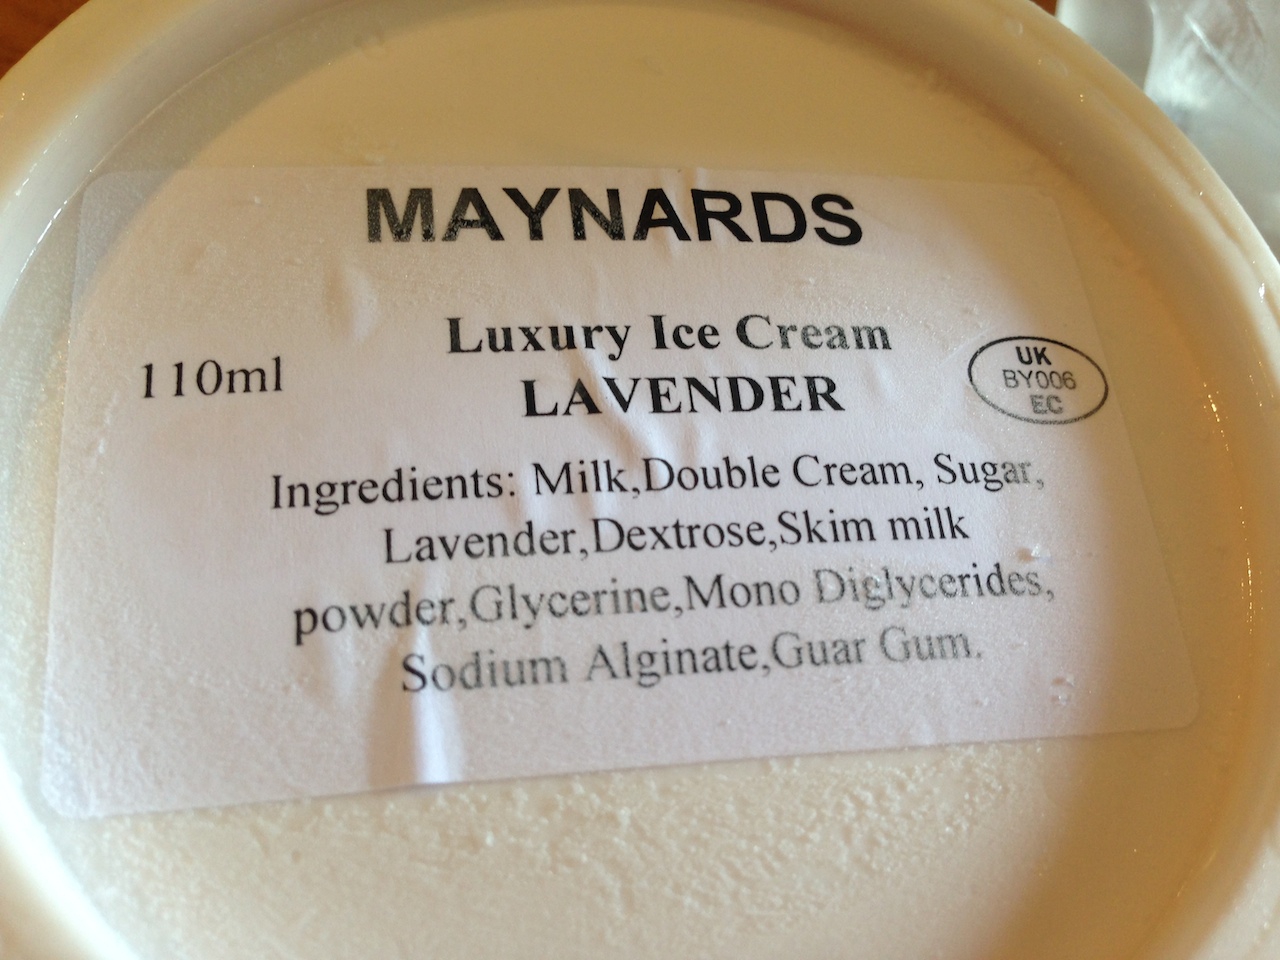 MAYNARDS
Luxury Ice Cream
LAVENDER
110ml
UK
BY006
EC
Ingredients: Milk,Double Cream, Sugar,
Lavender,Dextrose,Skim milk
powder,Glycerine,Mono Diglycerides,
Sodium Alginate,Guar Gum.